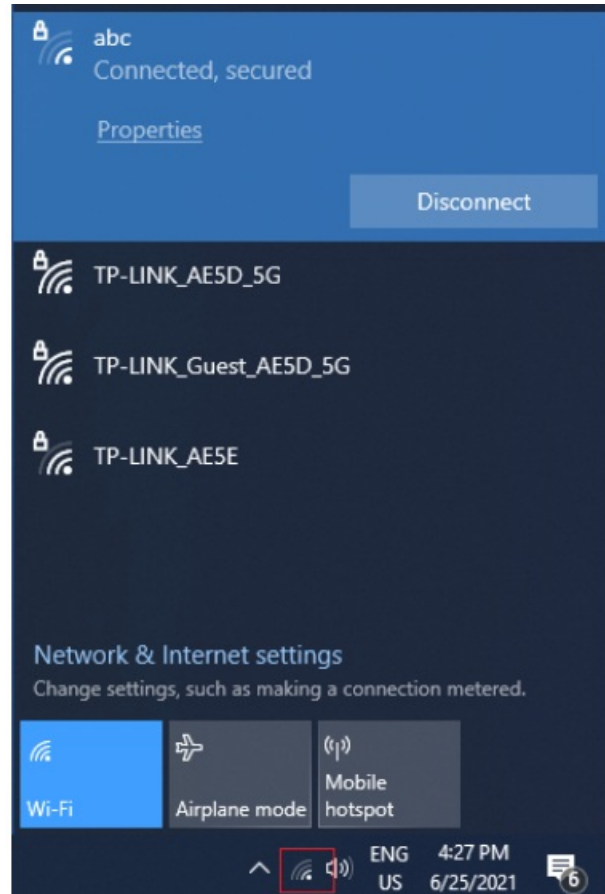 abc
Connected, secured
Properties
Disconnect
TP-LINK_AE5D_5G
TP-LINK_Guest_AE5D_5G
TP-LINK_AE5E
Network & Internet settings
Change settings, such as making a connection metered.
Wi-Fi
Airplane mode
Mobile
hotspot
ENG
US
4:27 PM
6/25/2021
6